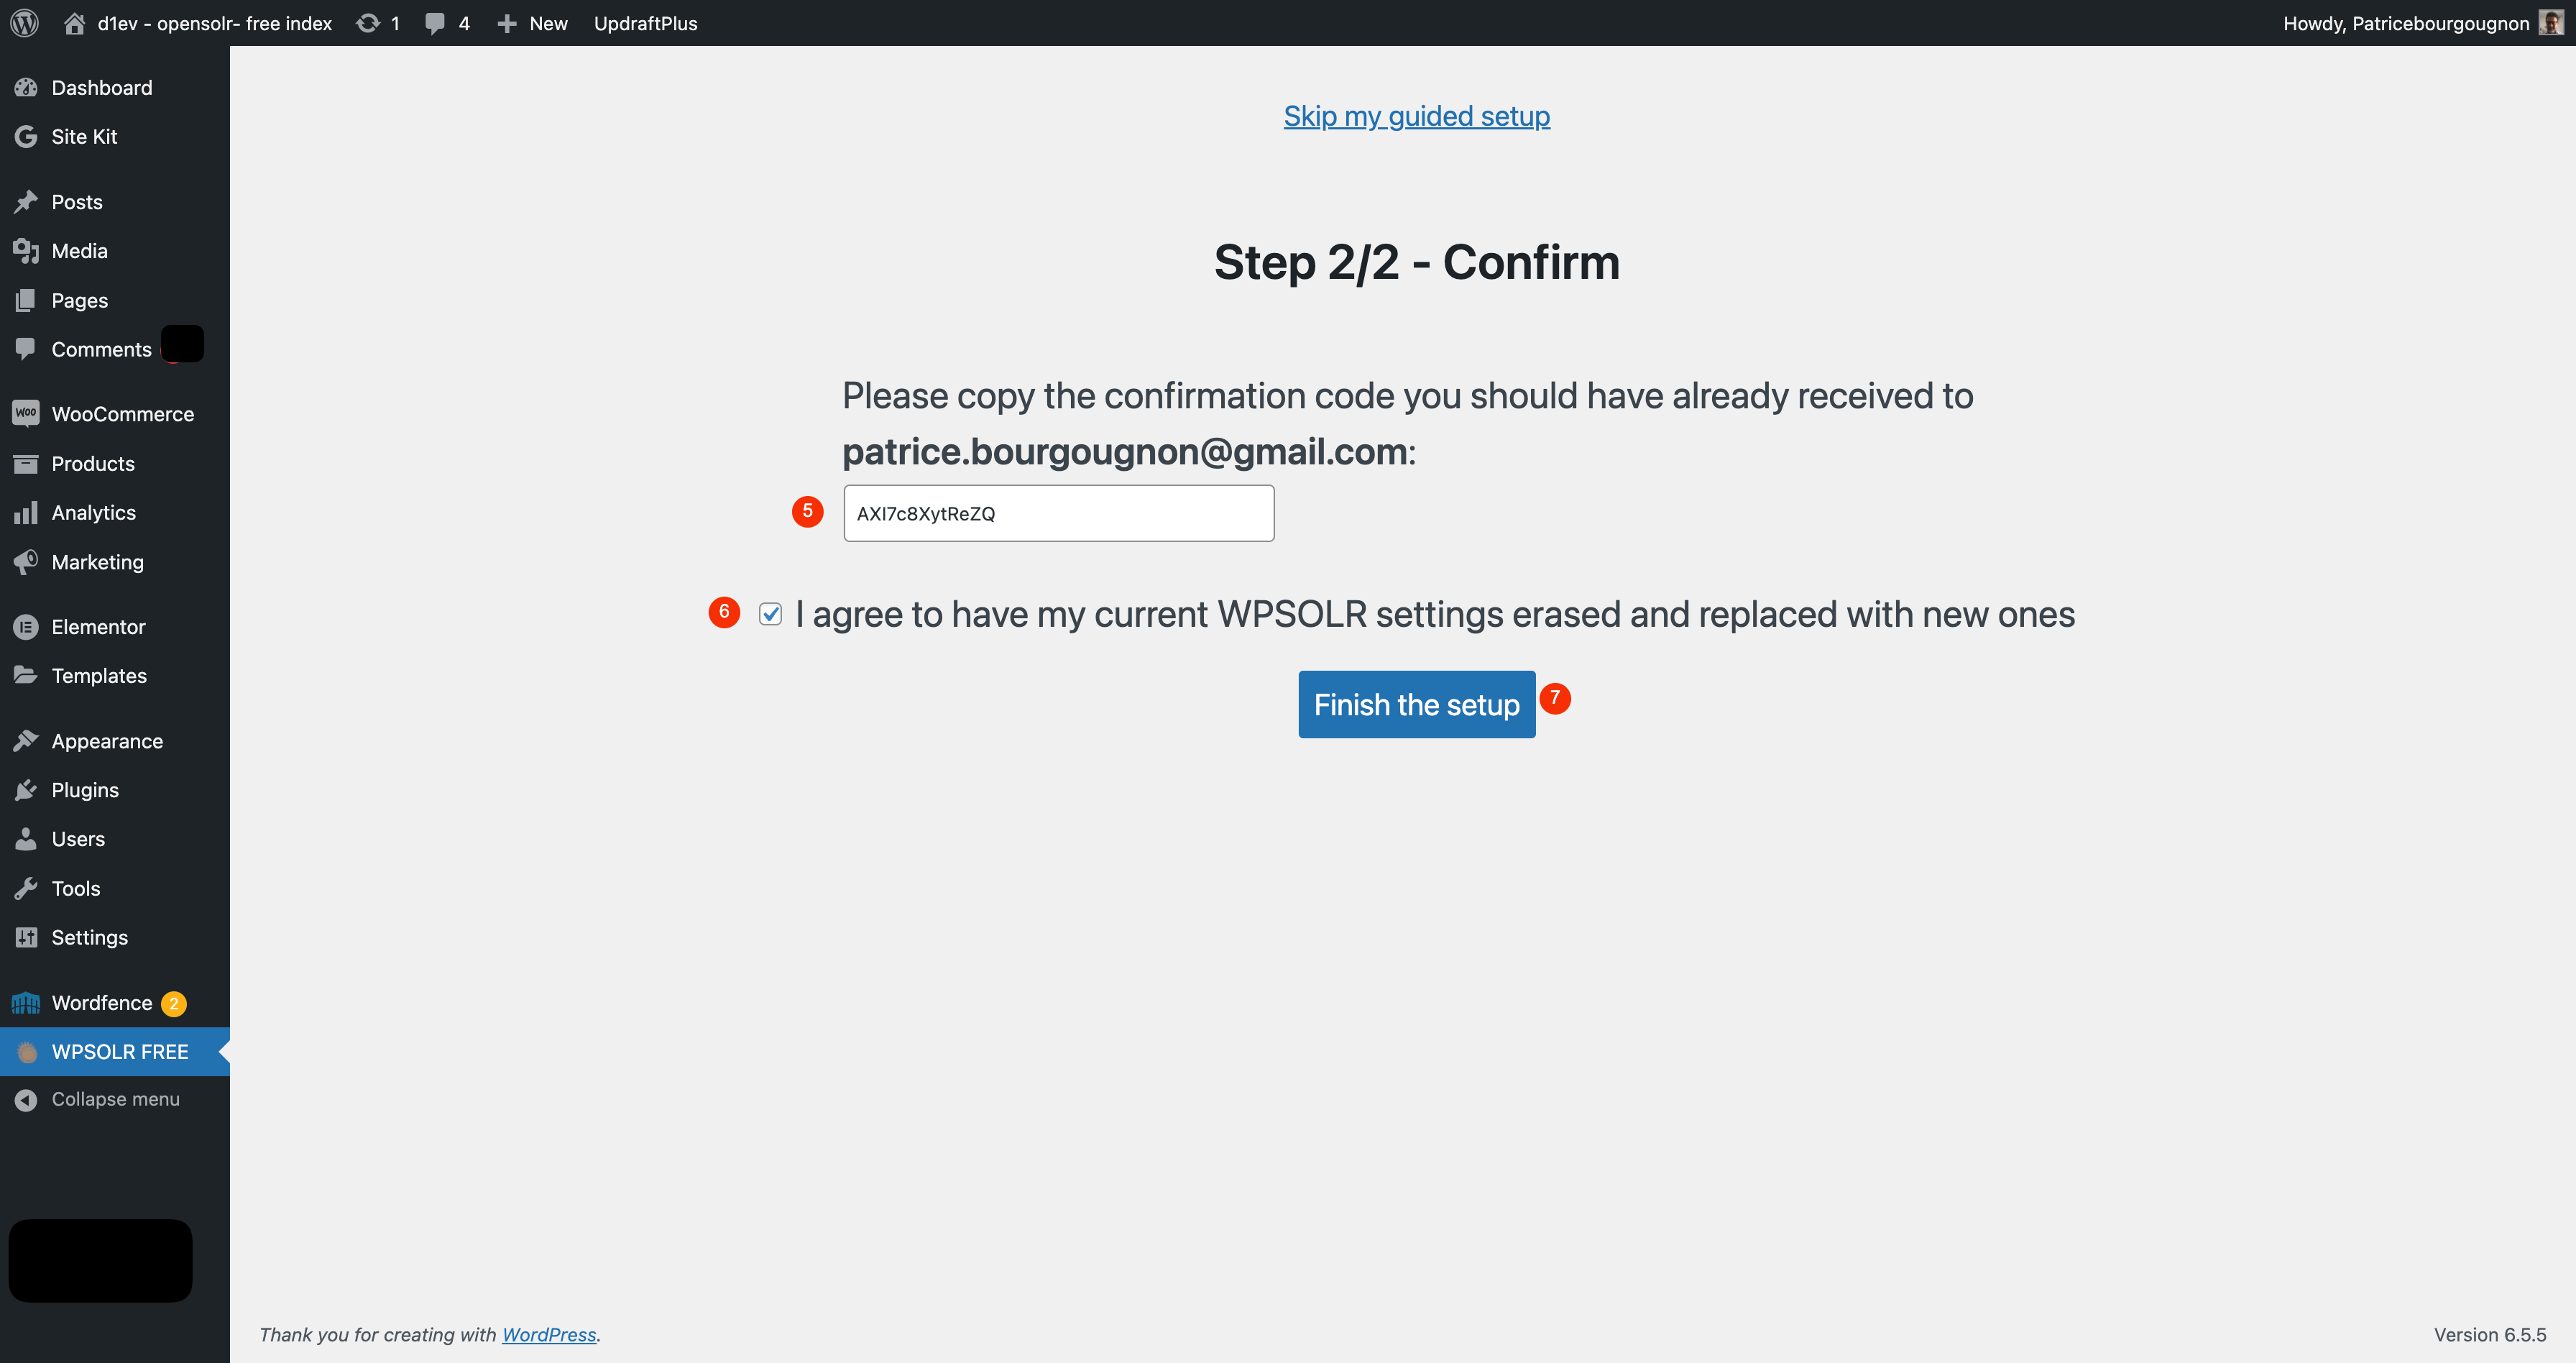 d1ev - opensolr- free index 1 4 New UpdraftPlus Howdy, Patricebourgougnon
Dashboard
Site Kit
Posts
Media
Pages
Comments
WooCommerce
Products
Analytics
Marketing
Elementor
Templates
Appearance
Plugins
Users
Tools
Settings
Wordfence 2
WPSOLR FREE
Collapse menu
Skip my guided setup
Step 2/2 - Confirm
Please copy the confirmation code you should have already received to
patrice.bourgougnon@gmail.com:
5 AXI7c8XytReZQ
6 I agree to have my current WPSOLR settings erased and replaced with new ones
Finish the setup 7
Thank you for creating with WordPress. Version 6.5.5